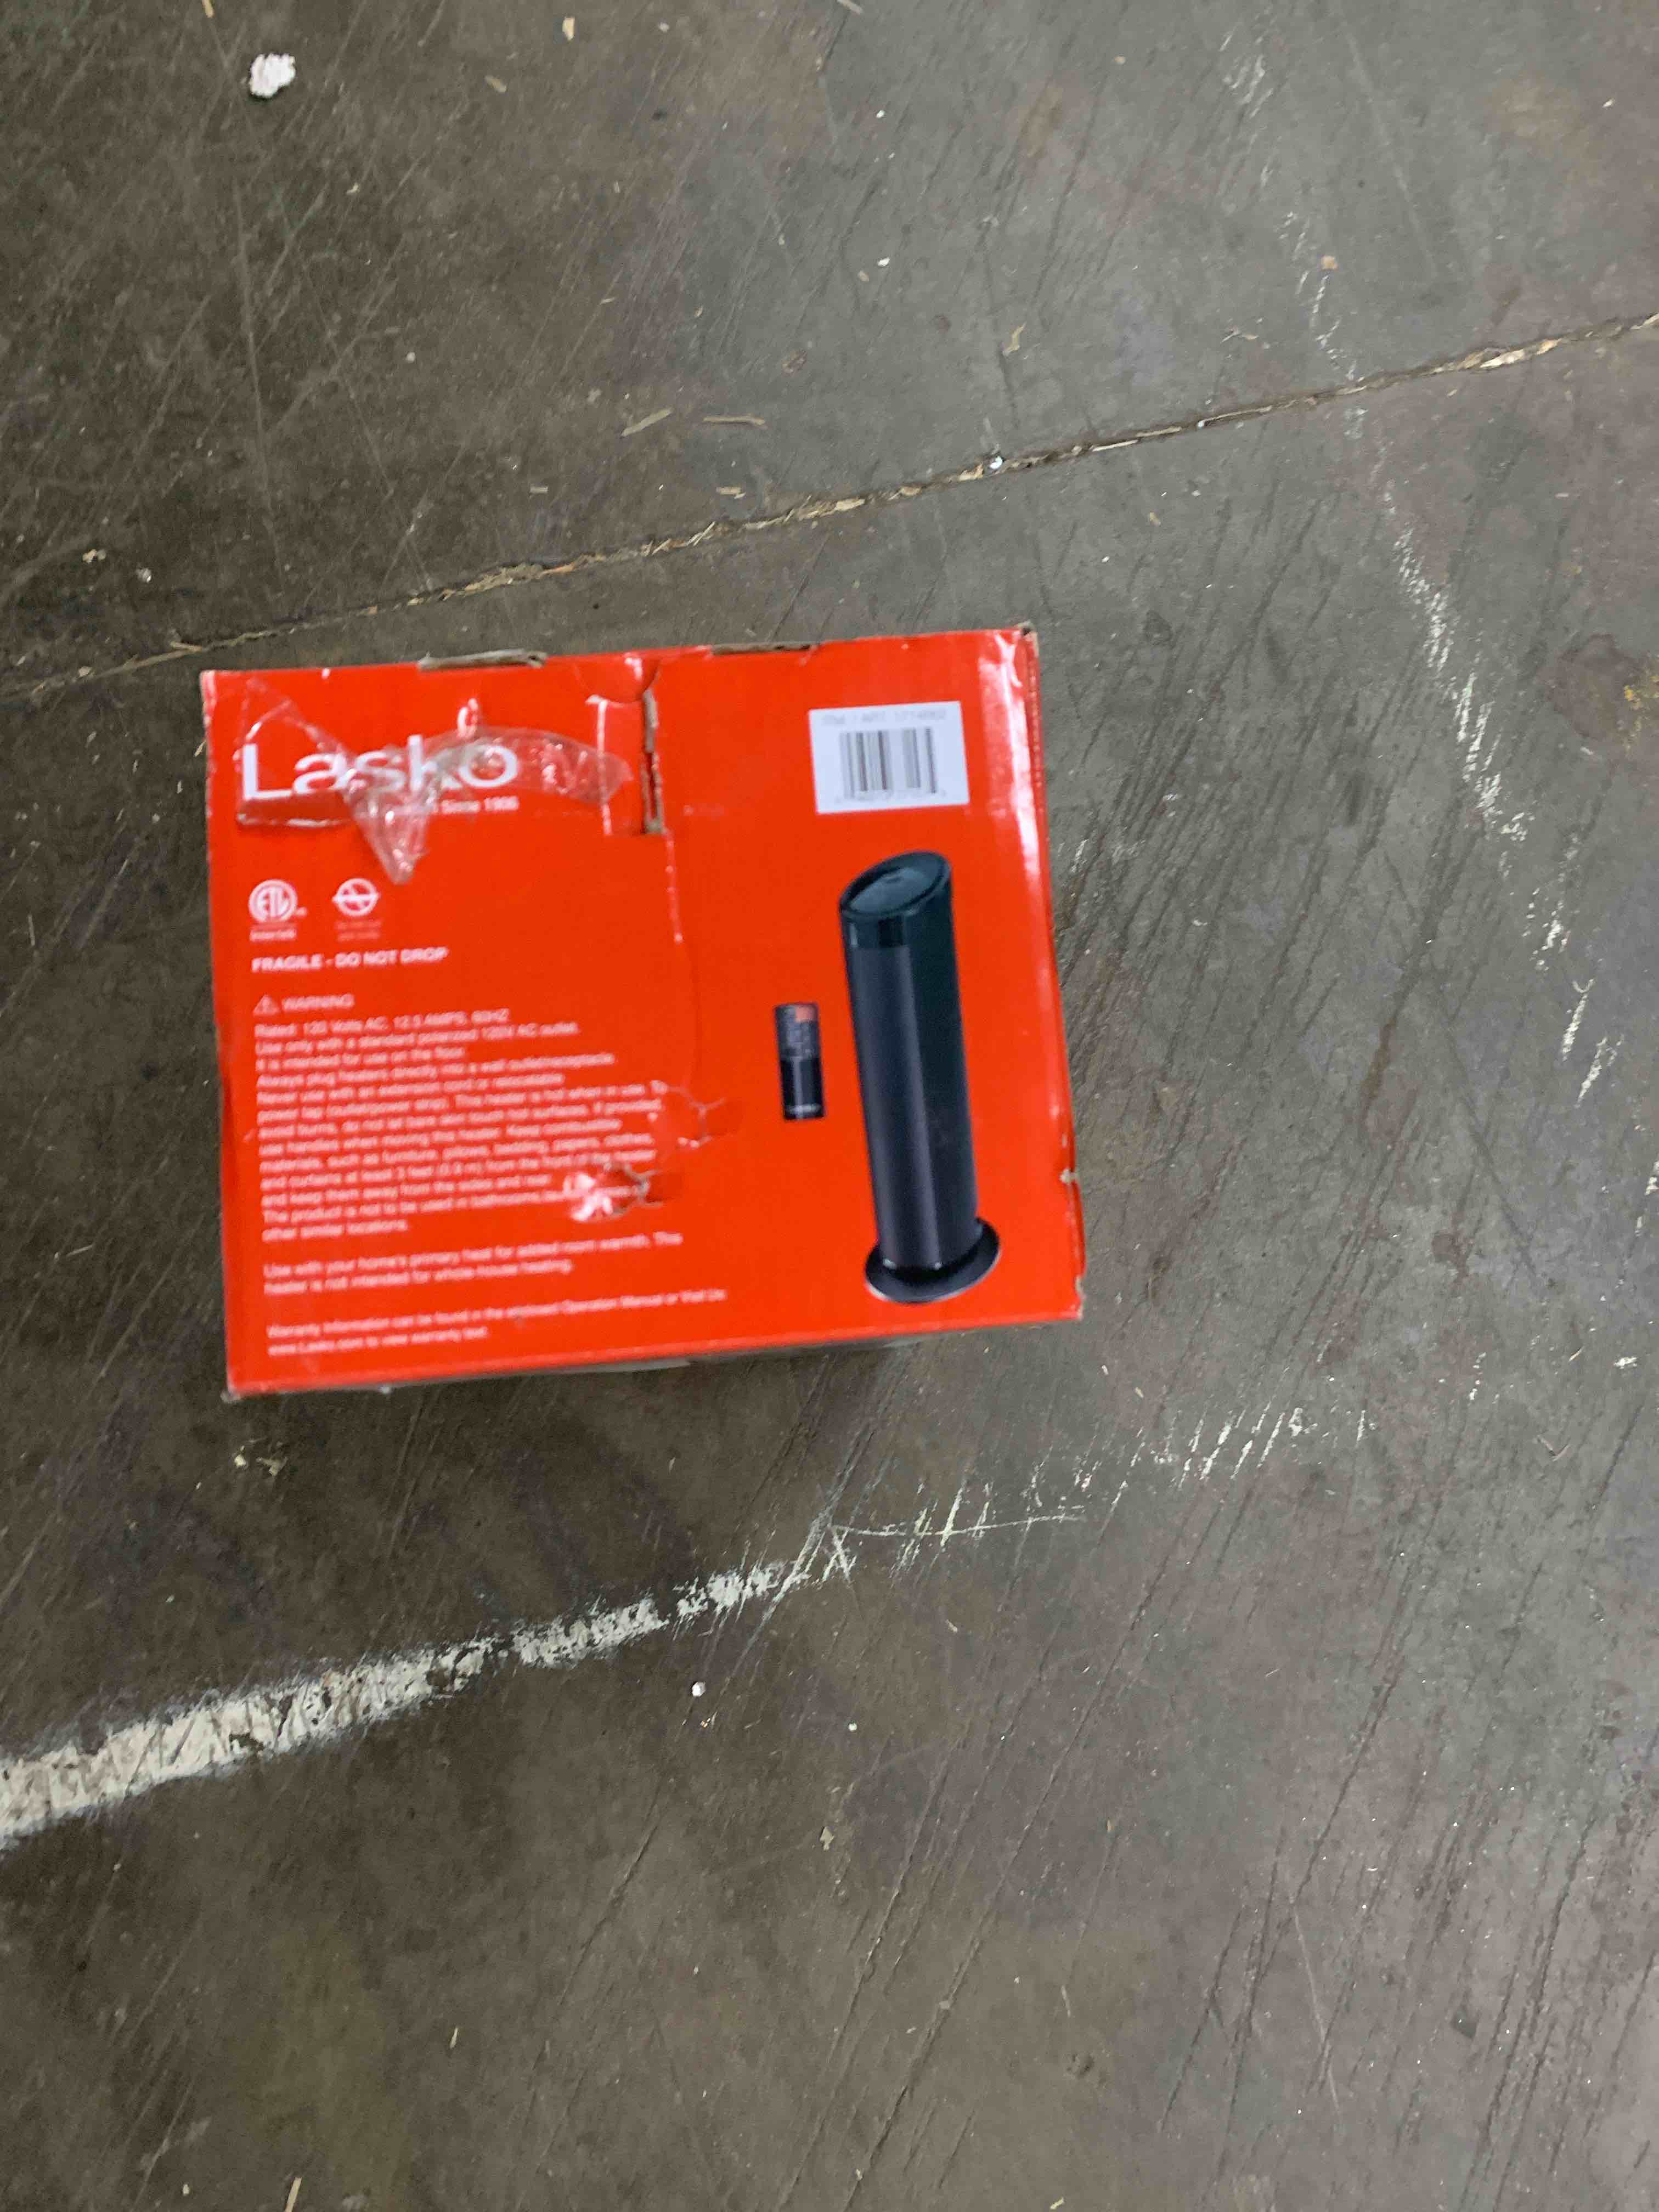 Lasko
Since 1906
ITEM / ART. 1714662
Intertek
FRAGILE - DO NOT DROP
WARNING
Rated: 120 Volts AC, 12.5 AMPS, 60HZ
Use only with a standard polarized 120V AC outlet.
It is intended for use on the floor.
Always plug heaters directly into a wall outlet/receptacle.
Never use with an extension cord or relocatable
power tap (outlet/power strip). This heater is hot when in use. To
avoid burns, do not let bare skin touch hot surfaces. If provided,
use handles when moving this heater. Keep combustible
materials, such as furniture, pillows, bedding, papers, clothes,
and curtains at least 3 feet (0.9 m) from the front of the heater
and keep them away from the sides and rear.
The product is not to be used in bathrooms,
other similar locations.
Use with your home's primary heat for added room warmth. This
heater is not intended for whole-house heating.
Warranty information can be found in the enclosed Operation Manual or Visit Us:
www.Lasko.com to view warranty text.